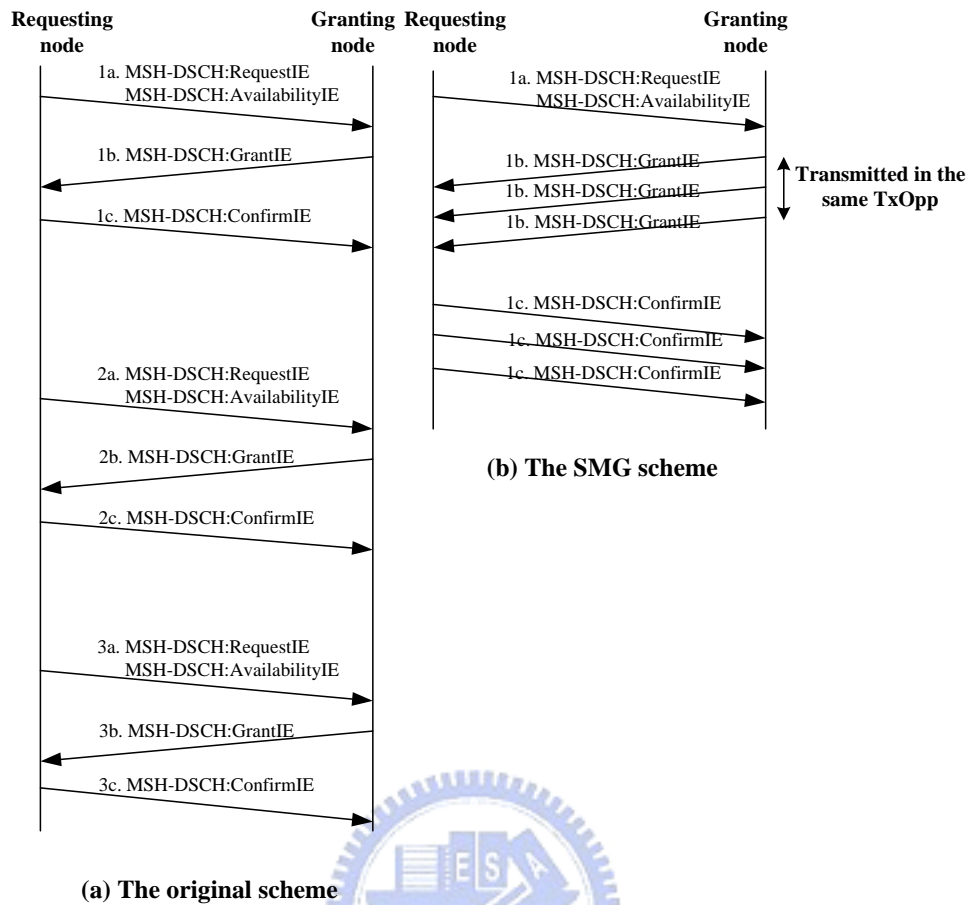 Requesting node
Granting node
1a. MSH-DSCH:RequestIE
MSH-DSCH:AvailabilityIE
1b. MSH-DSCH:GrantIE
1c. MSH-DSCH:ConfirmIE
2a. MSH-DSCH:RequestIE
MSH-DSCH:AvailabilityIE
2b. MSH-DSCH:GrantIE
2c. MSH-DSCH:ConfirmIE
3a. MSH-DSCH:RequestIE
MSH-DSCH:AvailabilityIE
3b. MSH-DSCH:GrantIE
3c. MSH-DSCH:ConfirmIE
(a) The original scheme
Requesting node
Granting node
1a. MSH-DSCH:RequestIE
MSH-DSCH:AvailabilityIE
1b. MSH-DSCH:GrantIE
1b. MSH-DSCH:GrantIE
1b. MSH-DSCH:GrantIE
Transmitted in the
same TxOpp
1c. MSH-DSCH:ConfirmIE
1c. MSH-DSCH:ConfirmIE
1c. MSH-DSCH:ConfirmIE
(b) The SMG scheme
E S A